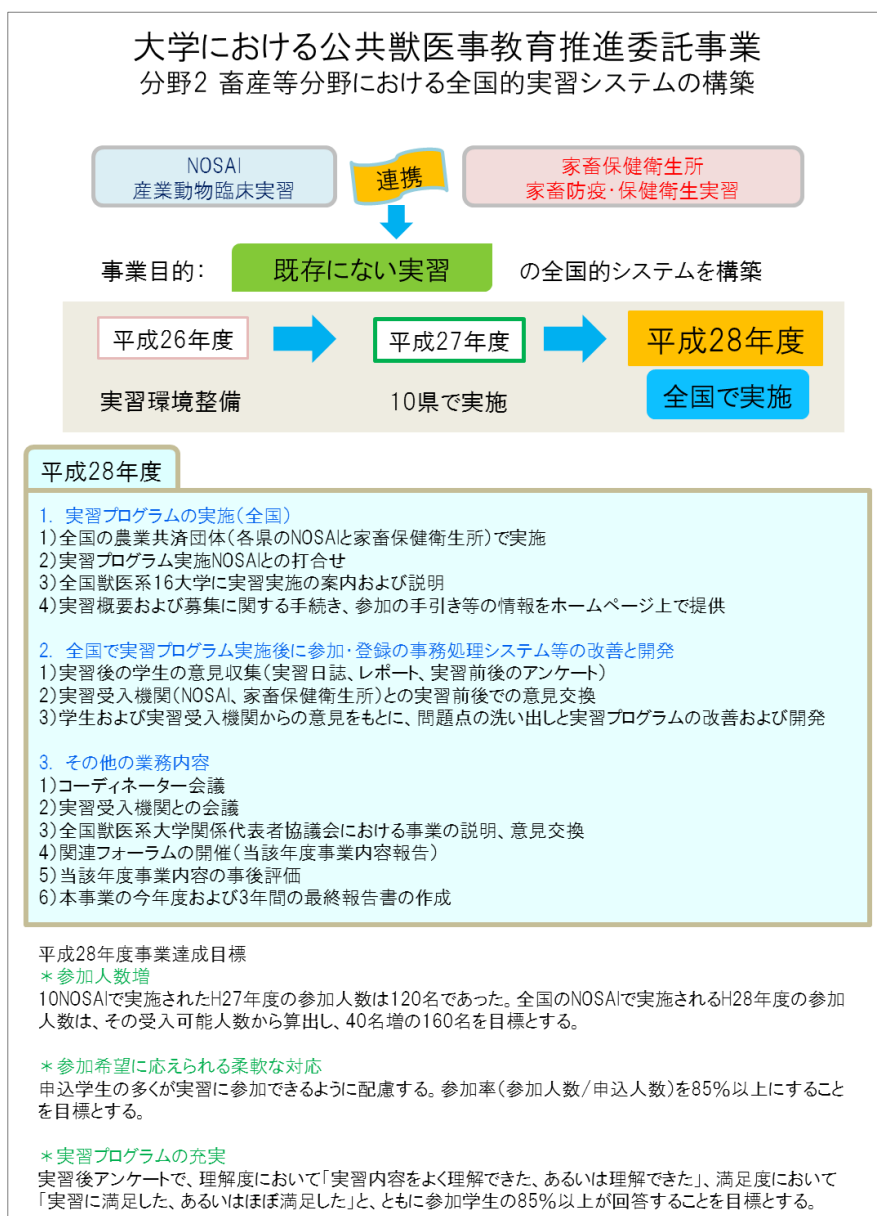 大学における公共獣医事教育推進委託事業
分野2 畜産等分野における全国的実習システムの構築
NOSAI
産業動物臨床実習
連携
家畜保健衛生所
家畜防疫・保健衛生実習
事業目的： 既存にない実習 の全国的システムを構築
平成26年度 平成27年度 平成28年度
実習環境整備 10県で実施 全国で実施
平成28年度
1. 実習プログラムの実施（全国）
1）全国の農業共済団体（各県のNOSAIと家畜保健衛生所）で実施
2）実習プログラム実施NOSAIとの打合せ
3）全国獣医系16大学に実習実施の案内および説明
4）実習概要および募集に関する手続き、参加の手引き等の情報をホームページ上で提供
2. 全国で実習プログラム実施後に参加・登録の事務処理システム等の改善と開発
1）実習後の学生の意見収集（実習日誌、レポート、実習前後のアンケート）
2）実習受入機関（NOSAI、家畜保健衛生所）との実習前後での意見交換
3）学生および実習受入機関からの意見をもとに、問題点の洗い出しと実習プログラムの改善および開発
3. その他の業務内容
1）コーディネーター会議
2）実習受入機関との会議
3）全国獣医系大学関係代表者協議会における事業の説明、意見交換
4）関連フォーラムの開催（当該年度事業内容報告）
5）当該年度事業内容の事後評価
6）本事業の今年度および3年間の最終報告書の作成
平成28年度事業達成目標
＊参加人数増
10NOSAIで実施されたH27年度の参加人数は120名であった。全国のNOSAIで実施されるH28年度の参加
人数は、その受入可能人数から算出し、40名増の160名を目標とする。
＊参加希望に応えられる柔軟な対応
申込学生の多くが実習に参加できるように配慮する。参加率（参加人数/申込人数）を85％以上にすること
を目標とする。
＊実習プログラムの充実
実習後アンケートで、理解度において「実習内容をよく理解できた、あるいは理解できた」、満足度において
「実習に満足した、あるいはほぼ満足した」と、ともに参加学生の85％以上が回答することを目標とする。